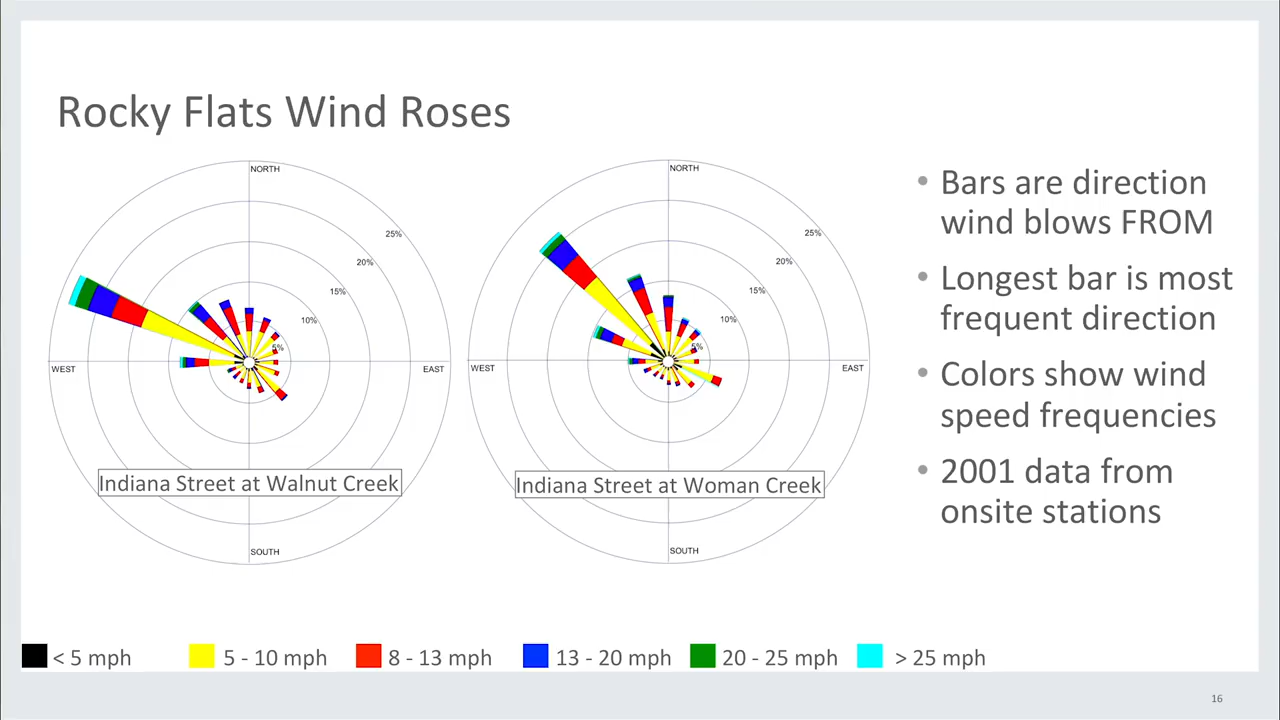 Rocky Flats Wind Roses
NORTH
25%
20%
15%
10%
5%
WEST
EAST
Indiana Street at Walnut Creek
SOUTH
NORTH
25%
20%
15%
10%
5%
WEST
EAST
Indiana Street at Woman Creek
SOUTH
• Bars are direction
wind blows FROM
• Longest bar is most
frequent direction
• Colors show wind
speed frequencies
• 2001 data from
onsite stations
< 5 mph
5 - 10 mph
8 - 13 mph
13 - 20 mph
20 - 25 mph
> 25 mph
16